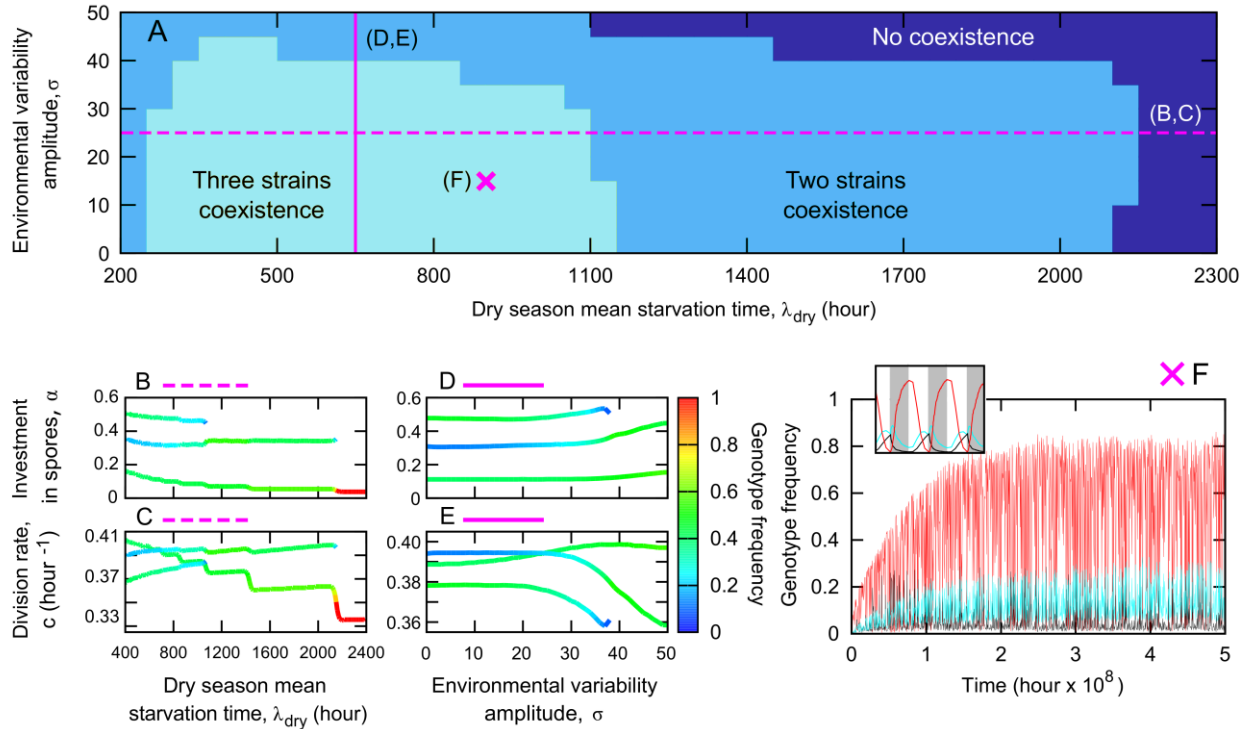 A
(D,E)
No coexistence
(B,C)
(F)
Three strains
coexistence
Two strains
coexistence
Environmental variability
amplitude, σ
50
40
30
20
10
0
200 500 800 1100 1400 1700 2000 2300
Dry season mean starvation time, λdry (hour)
B
Investment
in spores, α
0.6
0.4
0.2
0
C
Division rate,
c (hour -1)
0.41
0.37
0.33
400 800 1200 1600 2000 2400
Dry season mean
starvation time, λdry (hour)
D
0.6
0.4
0.2
0
E
0.40
0.38
0.36
0 10 20 30 40 50
Environmental variability
amplitude, σ
1
0.8
0.6
0.4
0.2
0
Genotype frequency
F
Genotype frequency
1
0.8
0.6
0.4
0.2
0
0 1 2 3 4 5
Time (hour x 10^8)